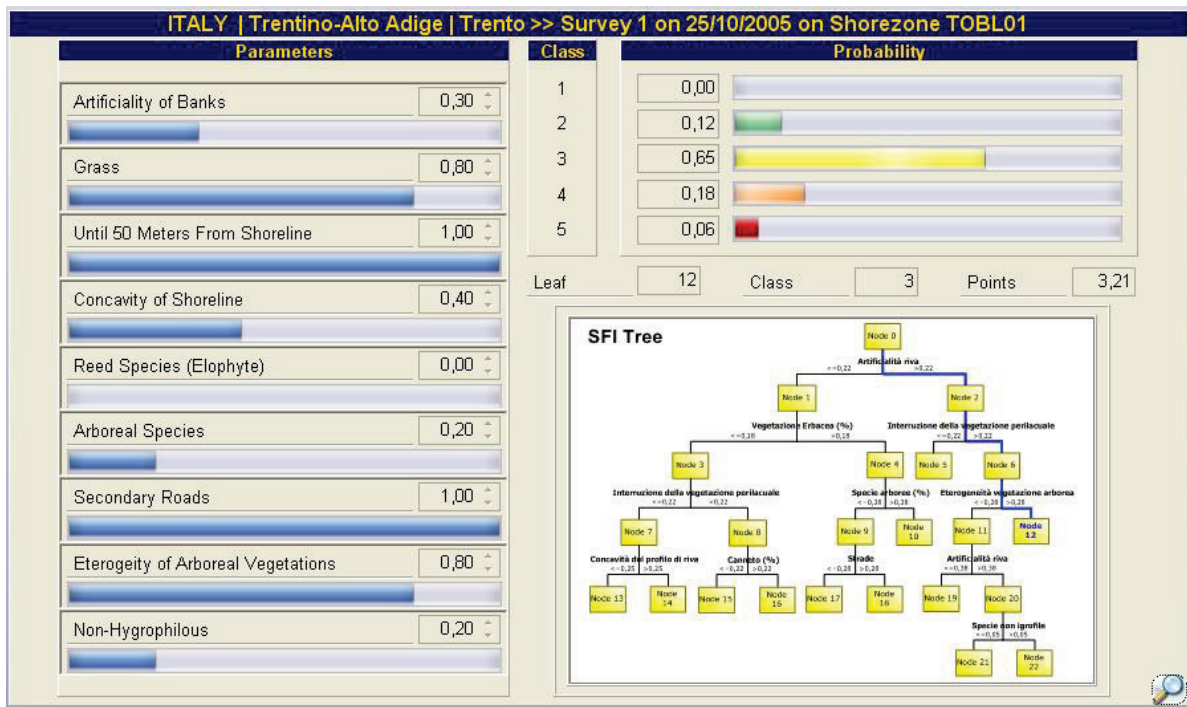 ITALY | Trentino-Alto Adige | Trento >> Survey 1 on 25/10/2005 on Shorezone TOBL01
Parameters
Artificiality of Banks 0,30
Grass 0,80
Until 50 Meters From Shoreline 1,00
Concavity of Shoreline 0,40
Reed Species (Elophyte) 0,00
Arboreal Species 0,20
Secondary Roads 1,00
Eterogeity of Arboreal Vegetations 0,80
Non-Hygrophilous 0,20
Class Probability
1 0,00
2 0,12
3 0,65
4 0,18
5 0,06
Leaf 12 Class 3 Points 3,21
SFI Tree
Node 0
Artificialità riva
<=0,22 >0,22
Node 1 Node 2
Vegetazione Erbacea (%) Interruzione della vegetazione perilacuale
<=0,18 >0,18 <=0,22 >0,22
Node 3 Node 4 Node 5 Node 6
Interruzione della vegetazione perilacuale Specie arboree (%) Eterogeneità vegetazione arborea
<=0,22 >0,22 <=0,28 >0,28 <=0,28 >0,28
Node 7 Node 8 Node 9 Node 10 Node 11 Node 12
Concavità del profilo di riva Canneto (%) Strade Artificialità riva
<=0,25 >0,25 <=0,22 >0,22 <=0,28 >0,28 <=0,38 >0,38
Node 13 Node 14 Node 15 Node 16 Node 17 Node 18 Node 19 Node 20
Specie non igrofile
<=0,05 >0,05
Node 21 Node 22